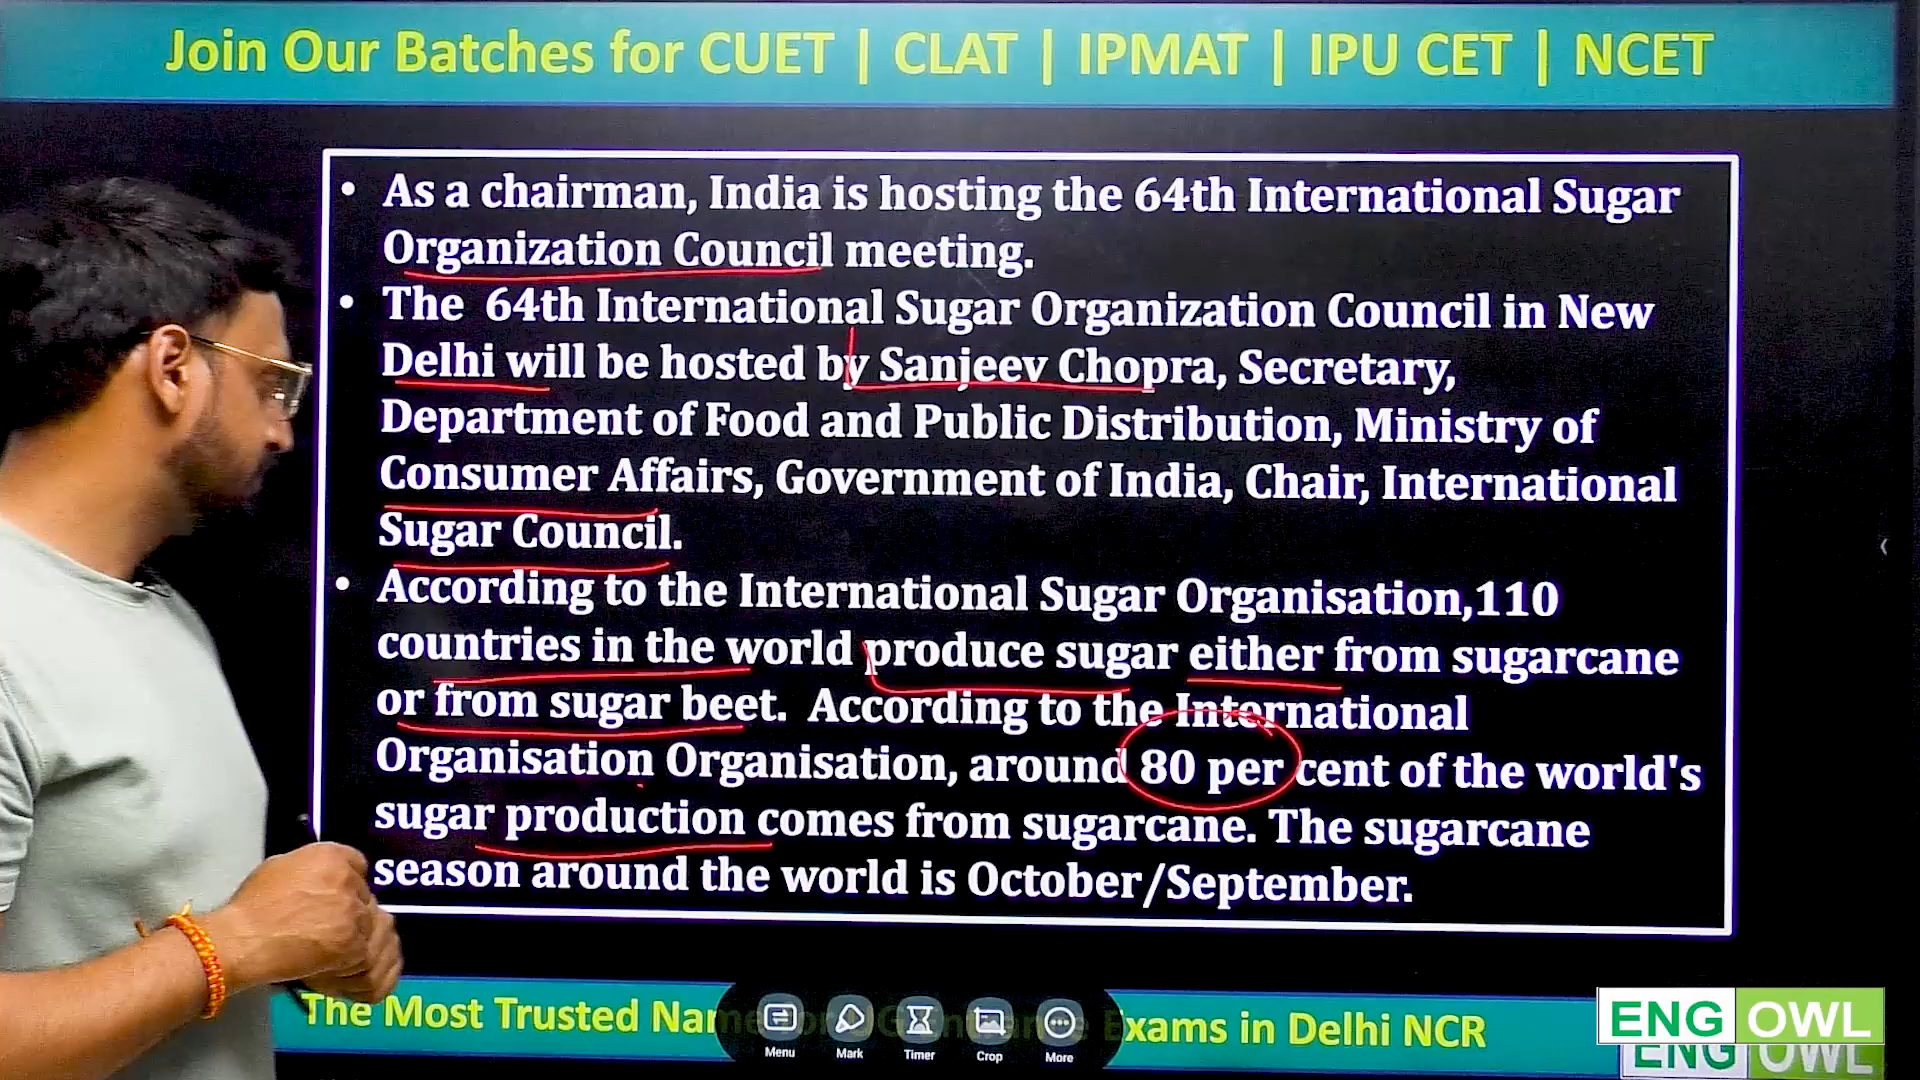 Join Our Batches for CUET | CLAT | IPMAT | IPU CET | NCET
• As a chairman, India is hosting the 64th International Sugar
Organization Council meeting.
• The 64th International Sugar Organization Council in New
Delhi will be hosted by Sanjeev Chopra, Secretary,
Department of Food and Public Distribution, Ministry of
Consumer Affairs, Government of India, Chair, International
Sugar Council.
• According to the International Sugar Organisation,110
countries in the world produce sugar either from sugarcane
or from sugar beet. According to the International
Organisation Organisation, around 80 per cent of the world's
sugar production comes from sugarcane. The sugarcane
season around the world is October/September.
The Most Trusted Exams in Delhi NCR
Menu Mark Timer Crop More
ENG OWL
ENG OWL